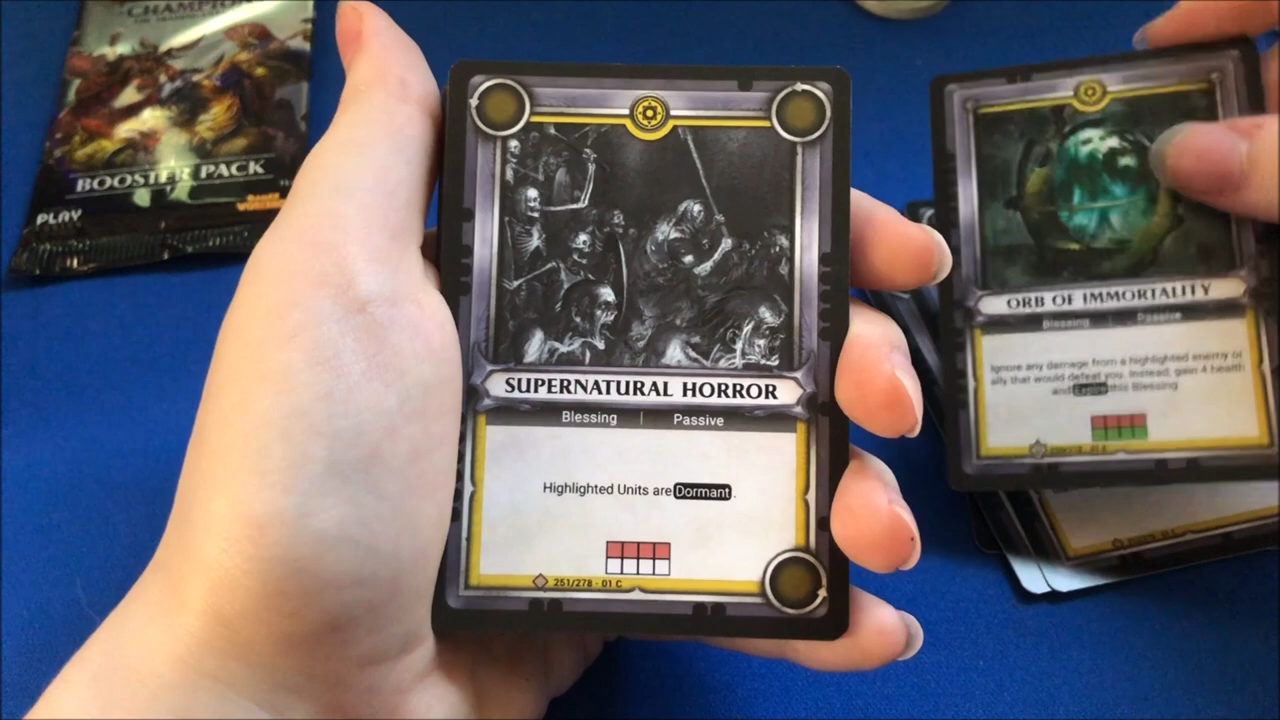 CHAMPION
BOOSTER PACK
PLAY
SUPERNATURAL HORROR
Blessing | Passive
Highlighted Units are Dormant.
251/278 - 01 C
ORB OF IMMORTALITY
Blessing | Passive
Ignore any damage from a highlighted enemy or
ally that would defeat you. Instead, gain 4 health
and Expire this Blessing